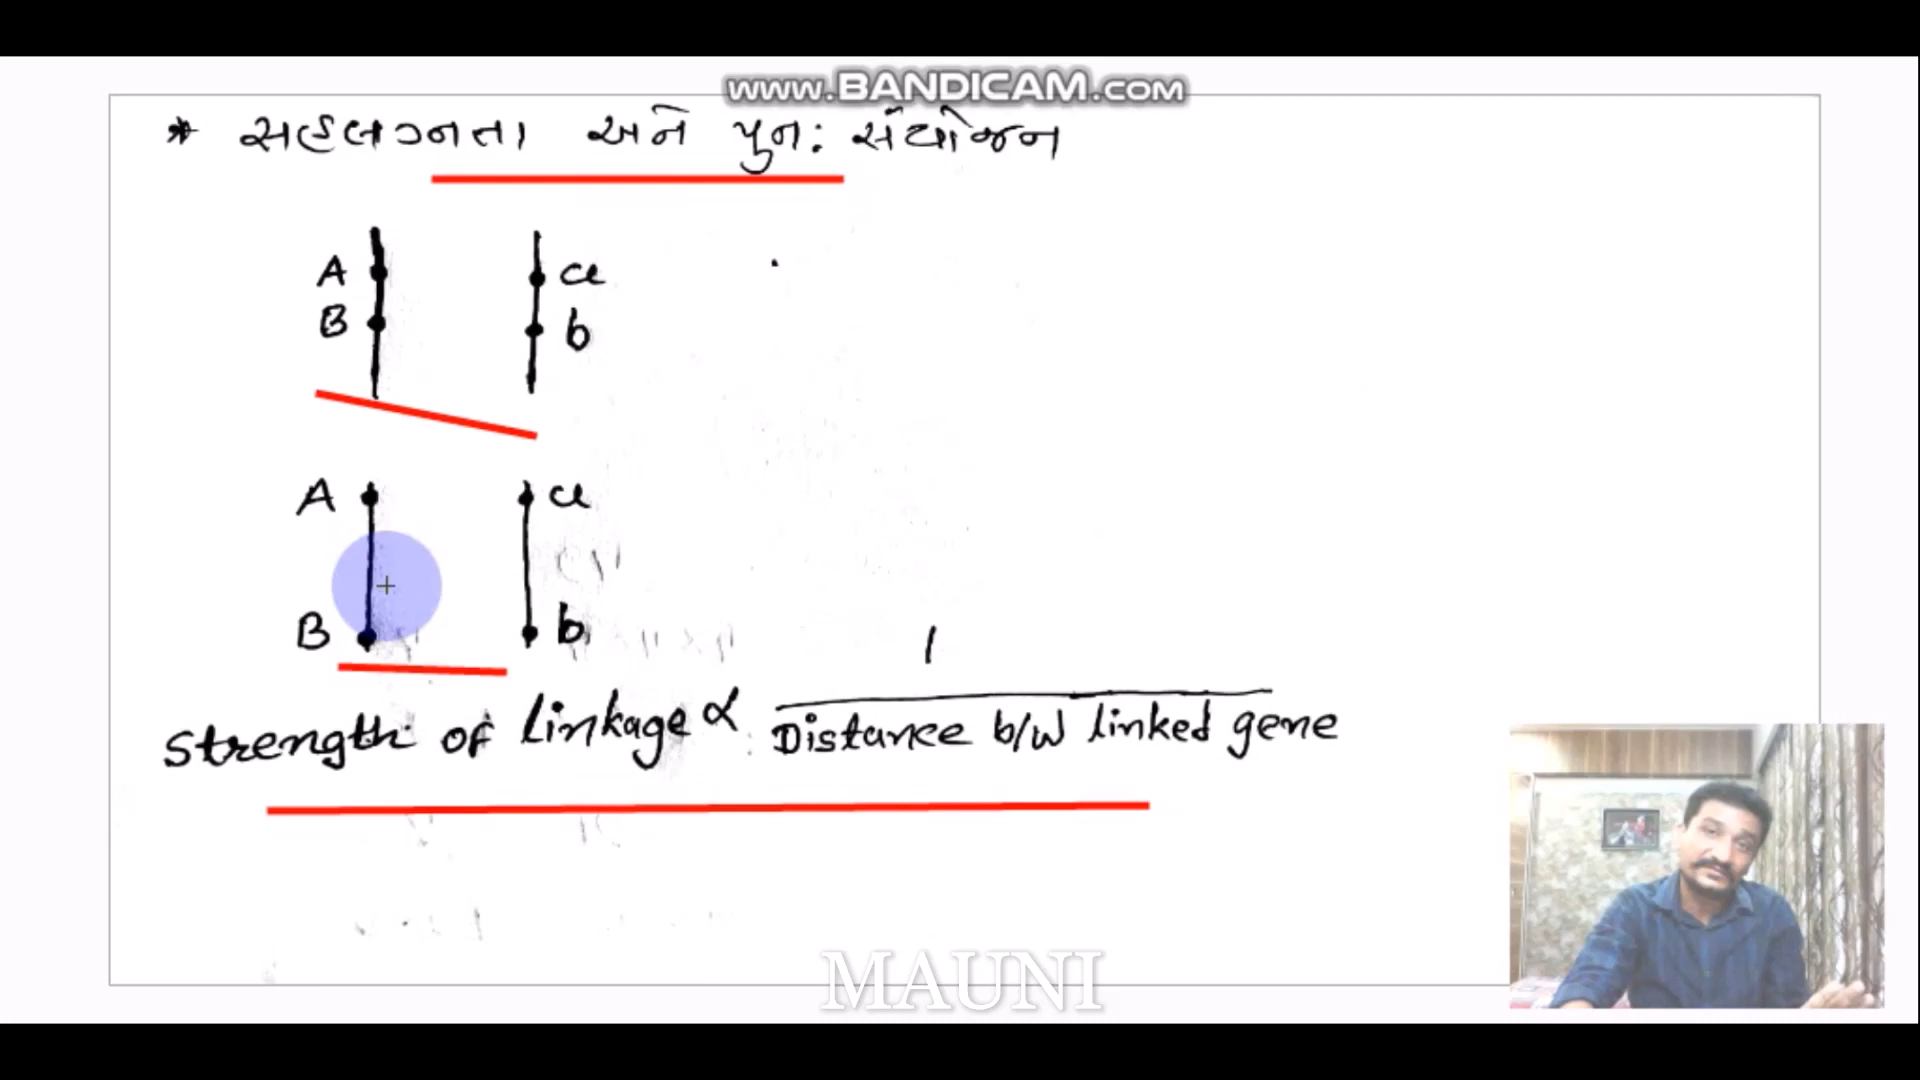 www.BANDICAM.com
* સહલગ્નતા અને પુન: સંયોજન
A a
B b
A a
B b
Strength of linkage ∝ 1
Distance b/w linked gene
MAUNI